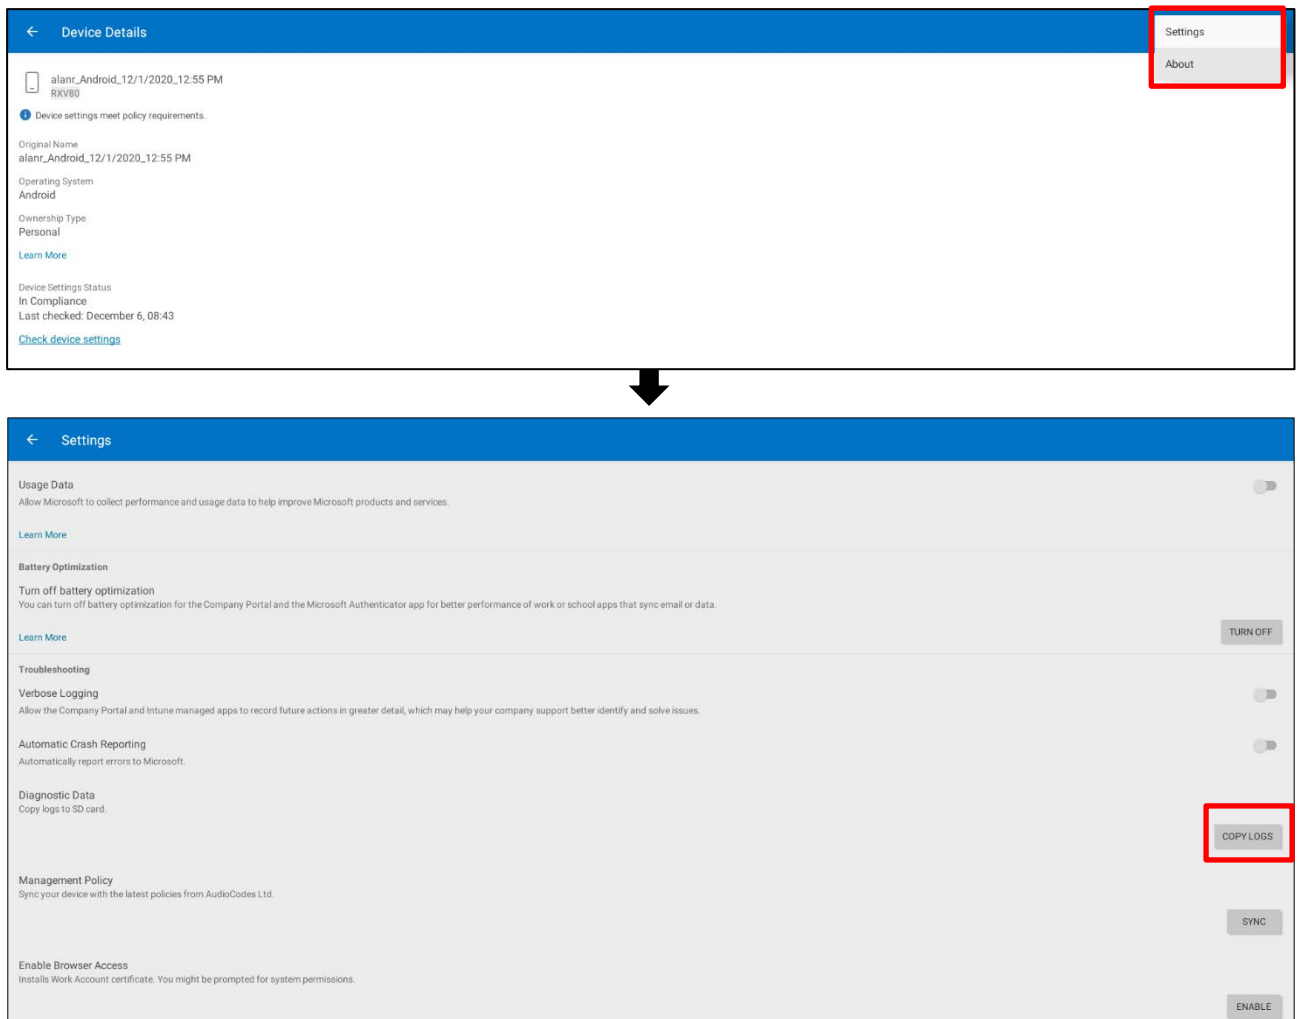 Device Details
Settings
About
alanr_Android_12/1/2020_12:55 PM
RXV80
Device settings meet policy requirements.
Original Name
alanr_Android_12/1/2020_12:55 PM
Operating System
Android
Ownership Type
Personal
Learn More
Device Settings Status
In Compliance
Last checked: December 6, 08:43
Check device settings
Settings
Usage Data
Allow Microsoft to collect performance and usage data to help improve Microsoft products and services.
Learn More
Battery Optimization
Turn off battery optimization
You can turn off battery optimization for the Company Portal and the Microsoft Authenticator app for better performance of work or school apps that sync email or data.
Learn More
TURN OFF
Troubleshooting
Verbose Logging
Allow the Company Portal and Intune managed apps to record future actions in greater detail, which may help your company support better identify and solve issues.
Automatic Crash Reporting
Automatically report errors to Microsoft.
Diagnostic Data
Copy logs to SD card.
COPY LOGS
Management Policy
Sync your device with the latest policies from AudioCodes Ltd.
SYNC
Enable Browser Access
Installs Work Account certificate. You might be prompted for system permissions.
ENABLE